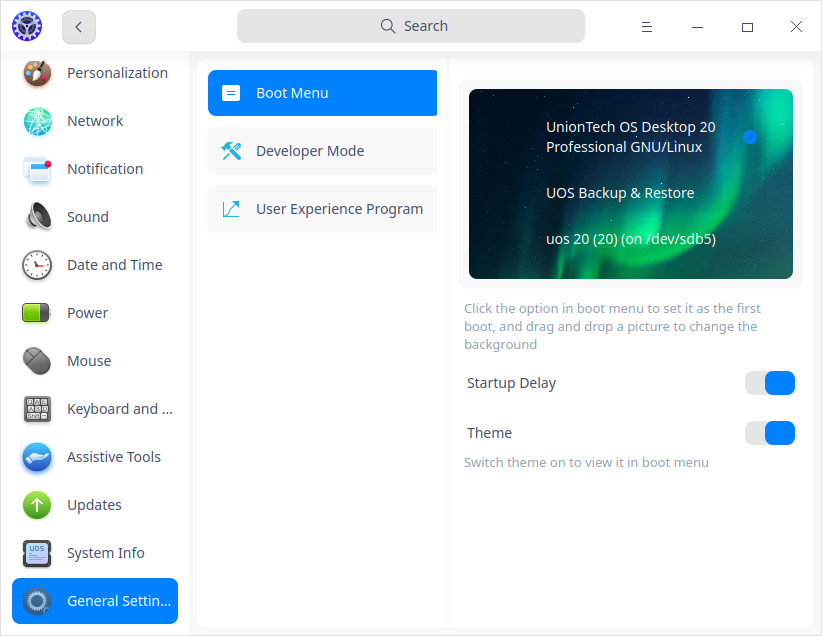 Search
Personalization
Network
Notification
Sound
Date and Time
Power
Mouse
Keyboard and ...
Assistive Tools
Updates
UOS
System Info
General Settin...
Boot Menu
Developer Mode
User Experience Program
UnionTech OS Desktop 20
Professional GNU/Linux
UOS Backup & Restore
uos 20 (20) (on /dev/sdb5)
Click the option in boot menu to set it as the first
boot, and drag and drop a picture to change the
background
Startup Delay
Theme
Switch theme on to view it in boot menu